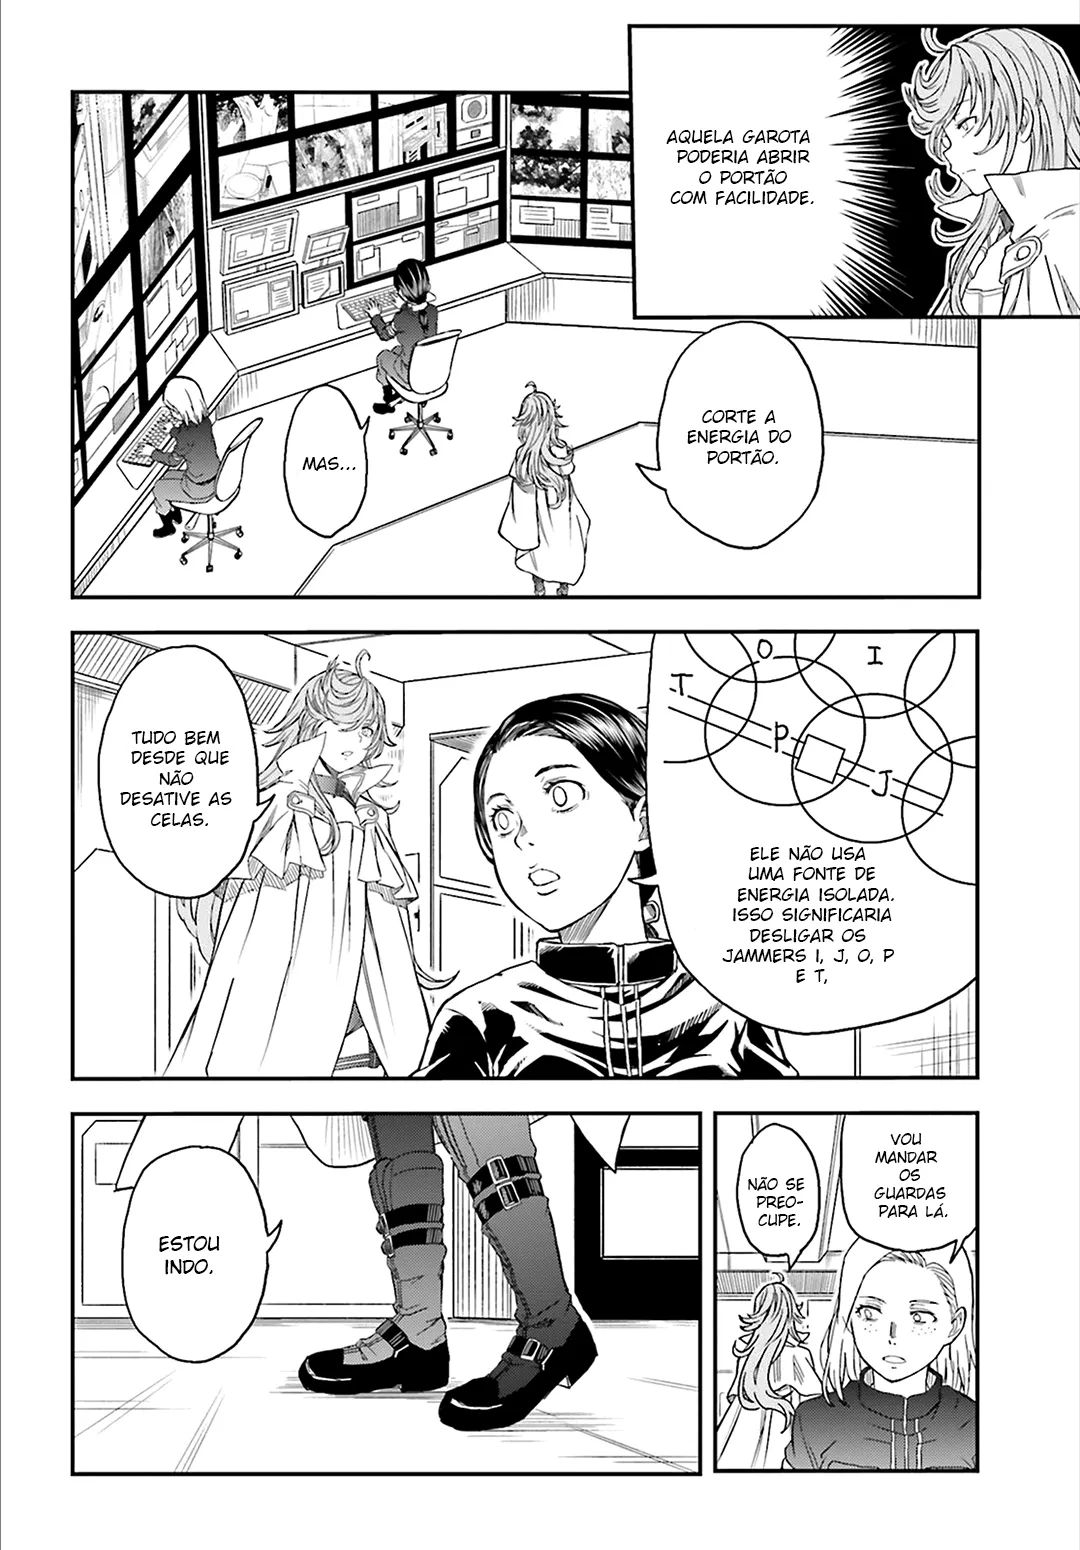 AQUELA GAROTA
PODERIA ABRIR
O PORTÃO
COM FACILIDADE.
CORTE A
ENERGIA DO
PORTÃO.
MAS...
O
I
T
P
J
ELE NÃO USA
UMA FONTE DE
ENERGIA ISOLADA.
ISSO SIGNIFICARIA
DESLIGAR OS
JAMMERS I, J, O, P
E T,
TUDO BEM
DESDE QUE
NÃO
DESATIVE AS
CELAS.
VOU
MANDAR
OS
GUARDAS
PARA LÁ.
NÃO SE
PREO-
CUPE.
ESTOU
INDO.